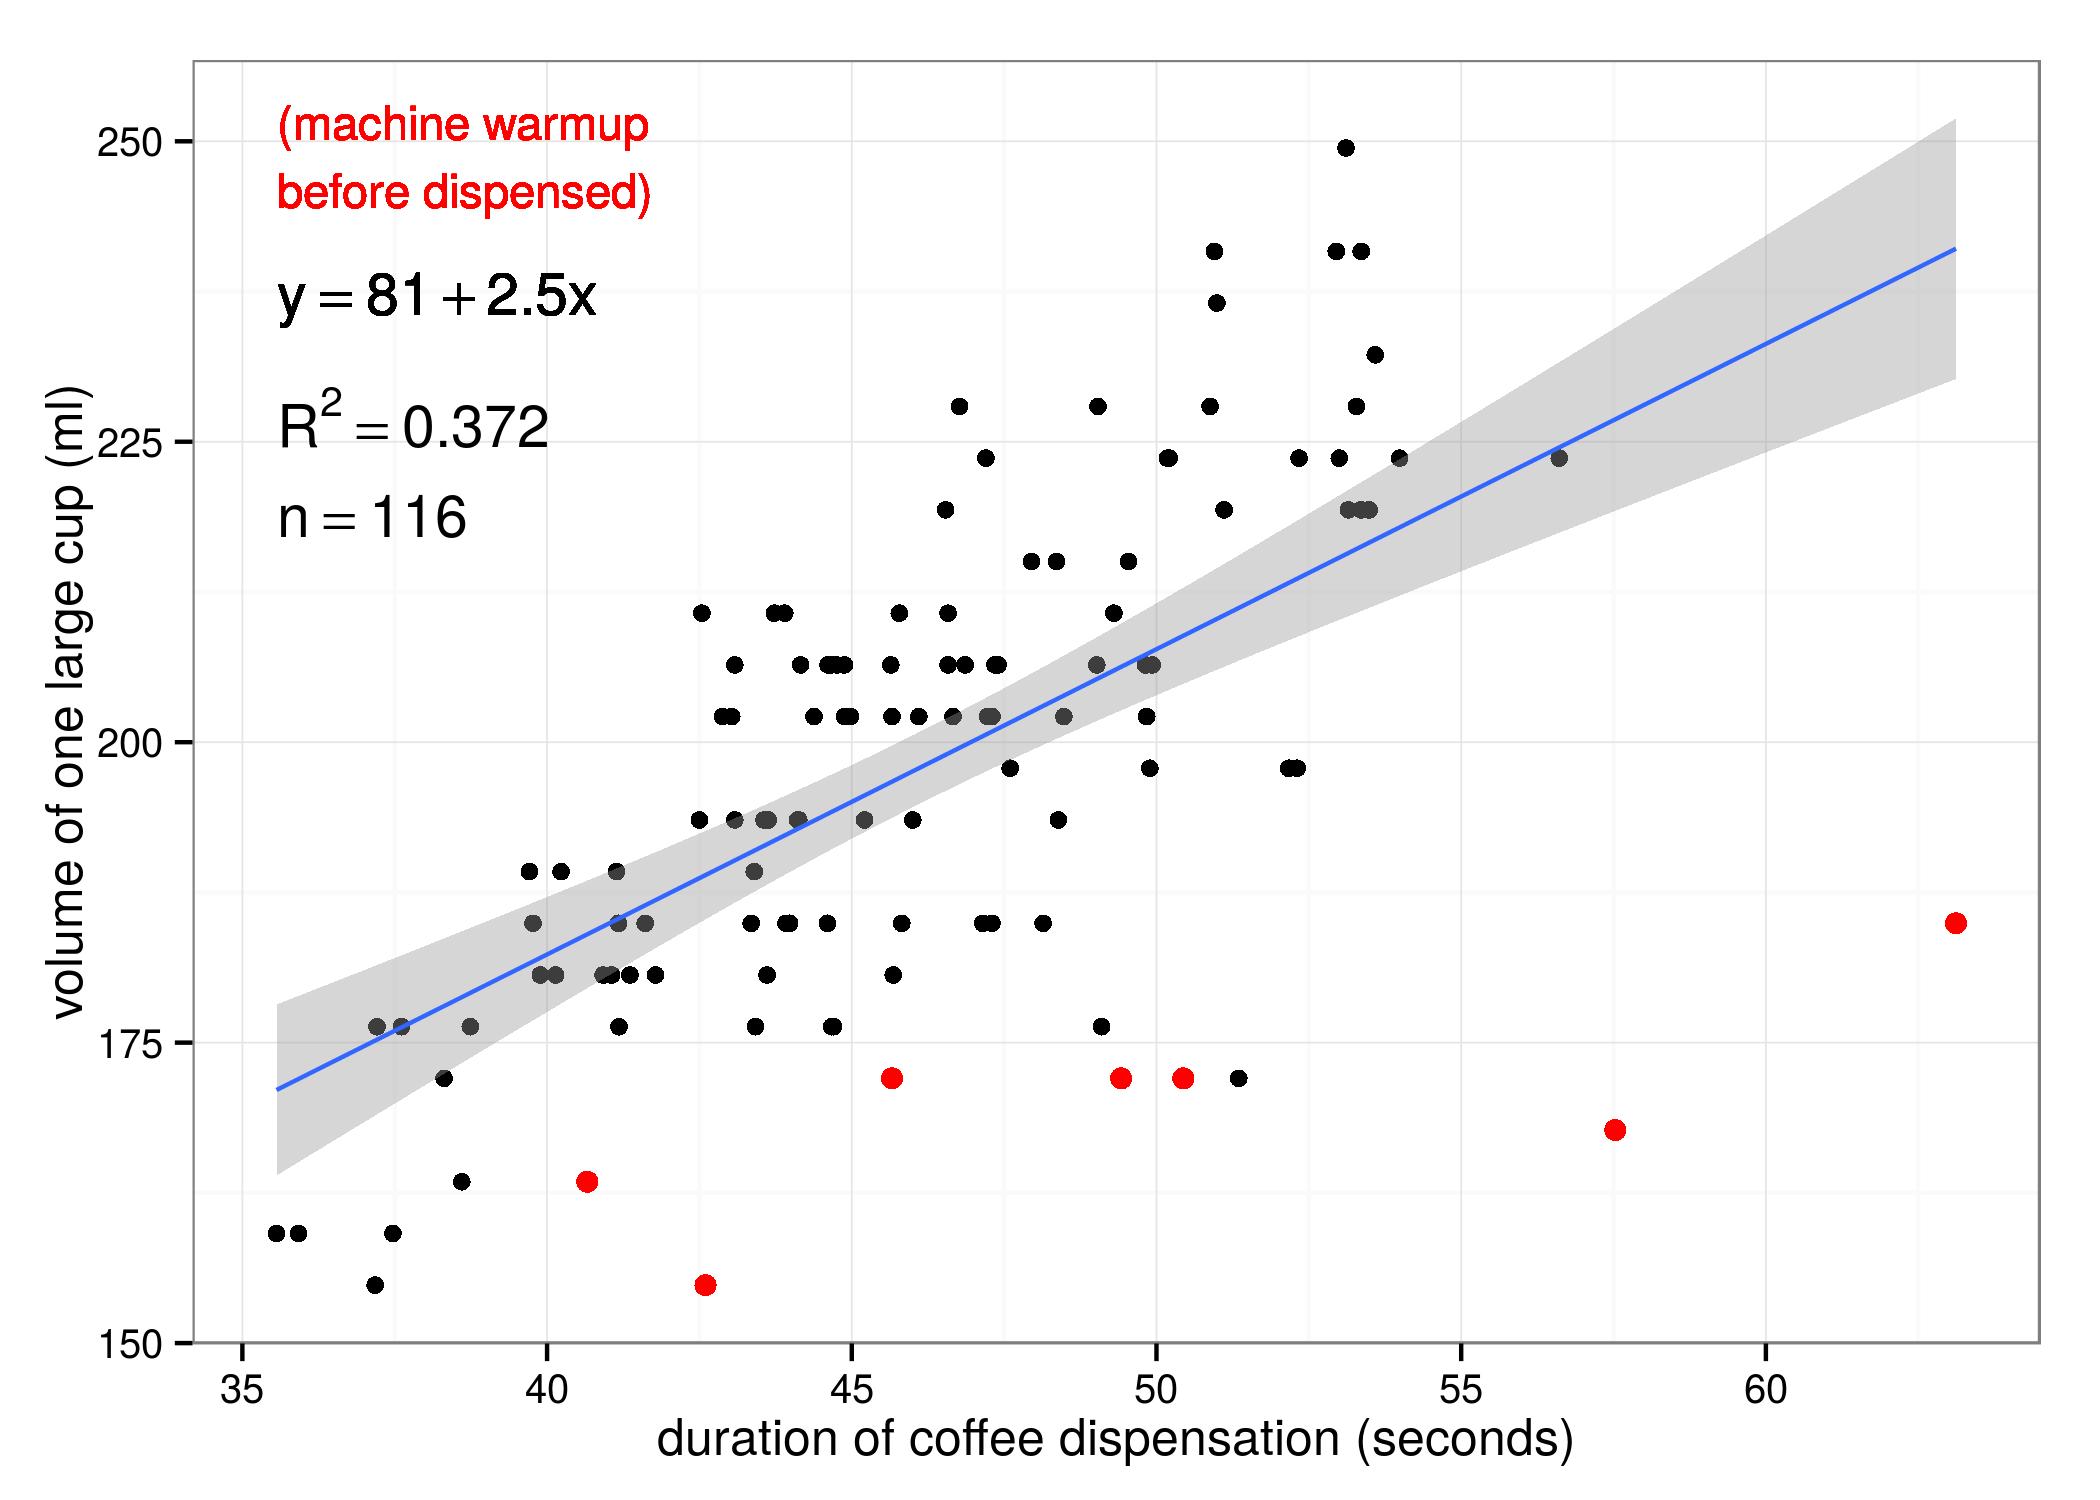 (machine warmup
before dispensed)
y = 81 + 2.5x
R² = 0.372
n = 116
250
225
200
175
150
volume of one large cup (ml)
35 40 45 50 55 60
duration of coffee dispensation (seconds)